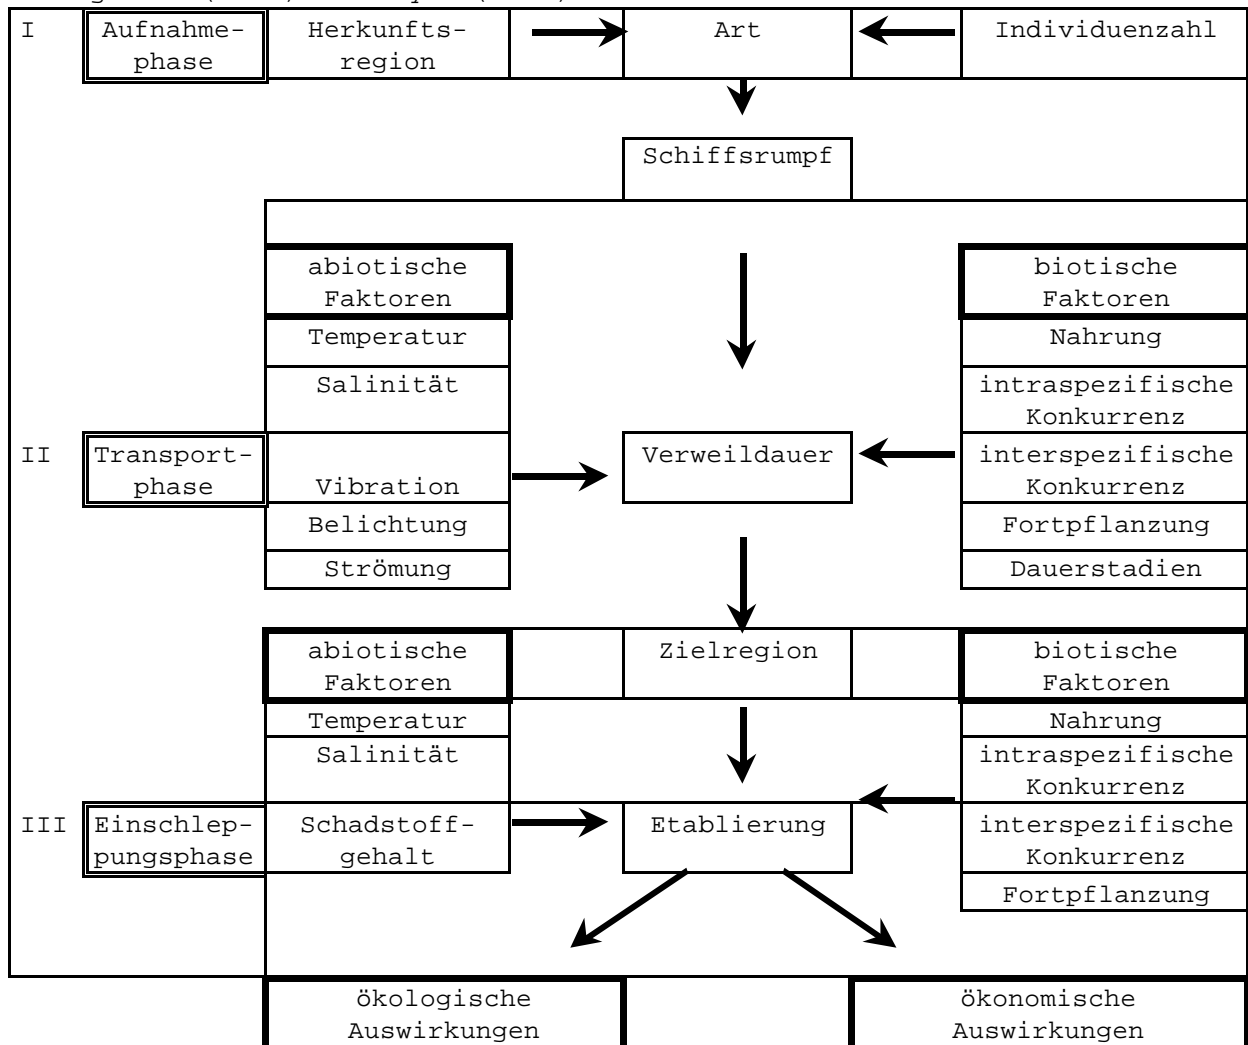 I Aufnahme- Herkunfts- Art Individuenzahl
phase region
Schiffsrumpf
abiotische biotische
Faktoren Faktoren
Temperatur Nahrung
Salinität intraspezifische
Konkurrenz
II Transport- Verweildauer interspezifische
phase Vibration Konkurrenz
Belichtung Fortpflanzung
Strömung Dauerstadien
abiotische Zielregion biotische
Faktoren Faktoren
Temperatur Nahrung
Salinität intraspezifische
Konkurrenz
III Einschlep- Schadstoff- Etablierung interspezifische
pungsphase gehalt Konkurrenz
Fortpflanzung
ökologische ökonomische
Auswirkungen Auswirkungen